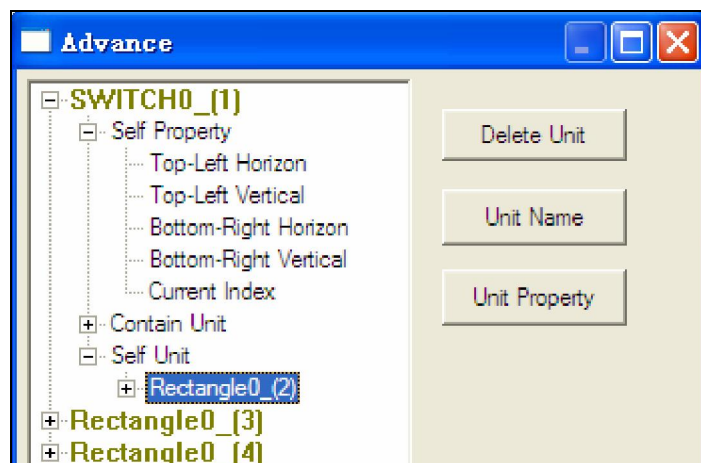 Advance
SWITCH0_(1)
Self Property
Top-Left Horizon
Top-Left Vertical
Bottom-Right Horizon
Bottom-Right Vertical
Current Index
Contain Unit
Self Unit
Rectangle0_(2)
Rectangle0_(3)
Rectangle0_(4)
Delete Unit
Unit Name
Unit Property